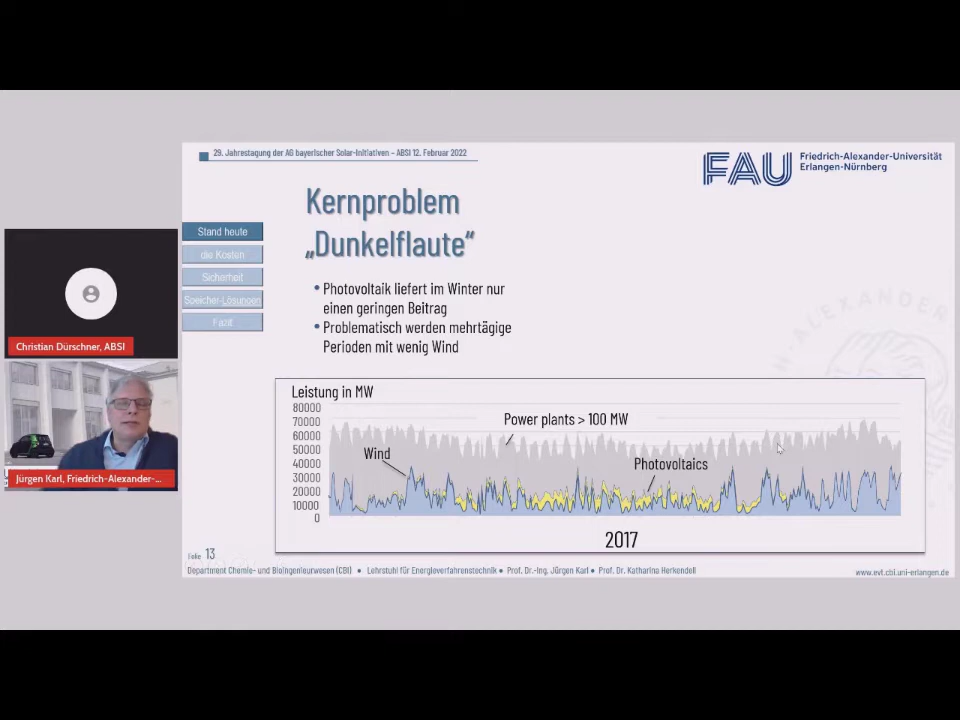 29. Jahrestagung der AG bayerischer Solar-Initiativen – ABSI 12. Februar 2022
FAU Friedrich-Alexander-Universität
Erlangen-Nürnberg
Kernproblem
„Dunkelflaute“
Stand heute
die Kosten
Sicherheit
Speicher-Lösungen
Fazit
• Photovoltaik liefert im Winter nur
einen geringen Beitrag
• Problematisch werden mehrtägige
Perioden mit wenig Wind
Christian Dürschner, ABSI
Jürgen Karl, Friedrich-Alexander-...
Leistung in MW
80000
70000
60000
50000
40000
30000
20000
10000
0
Power plants > 100 MW
Wind
Photovoltaics
2017
Folie 13
Department Chemie- und Bioingenieurwesen (CBI) • Lehrstuhl für Energieverfahrenstechnik • Prof. Dr.-Ing. Jürgen Karl • Prof. Dr. Katharina Herkendell
www.evt.cbi.uni-erlangen.de